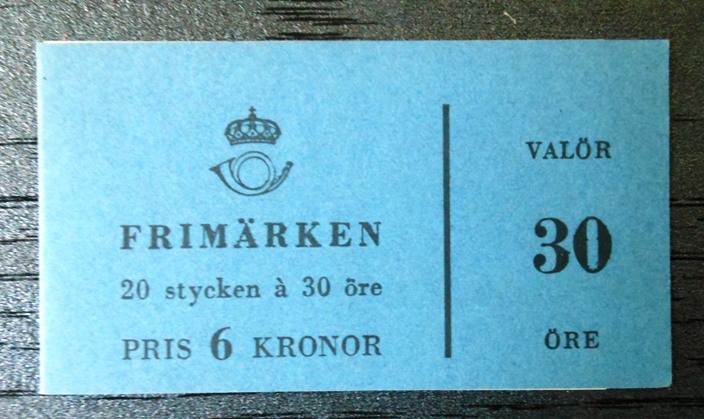 FRIMÄRKEN
20 stycken à 30 öre
PRIS 6 KRONOR
VALÖR
30
ÖRE